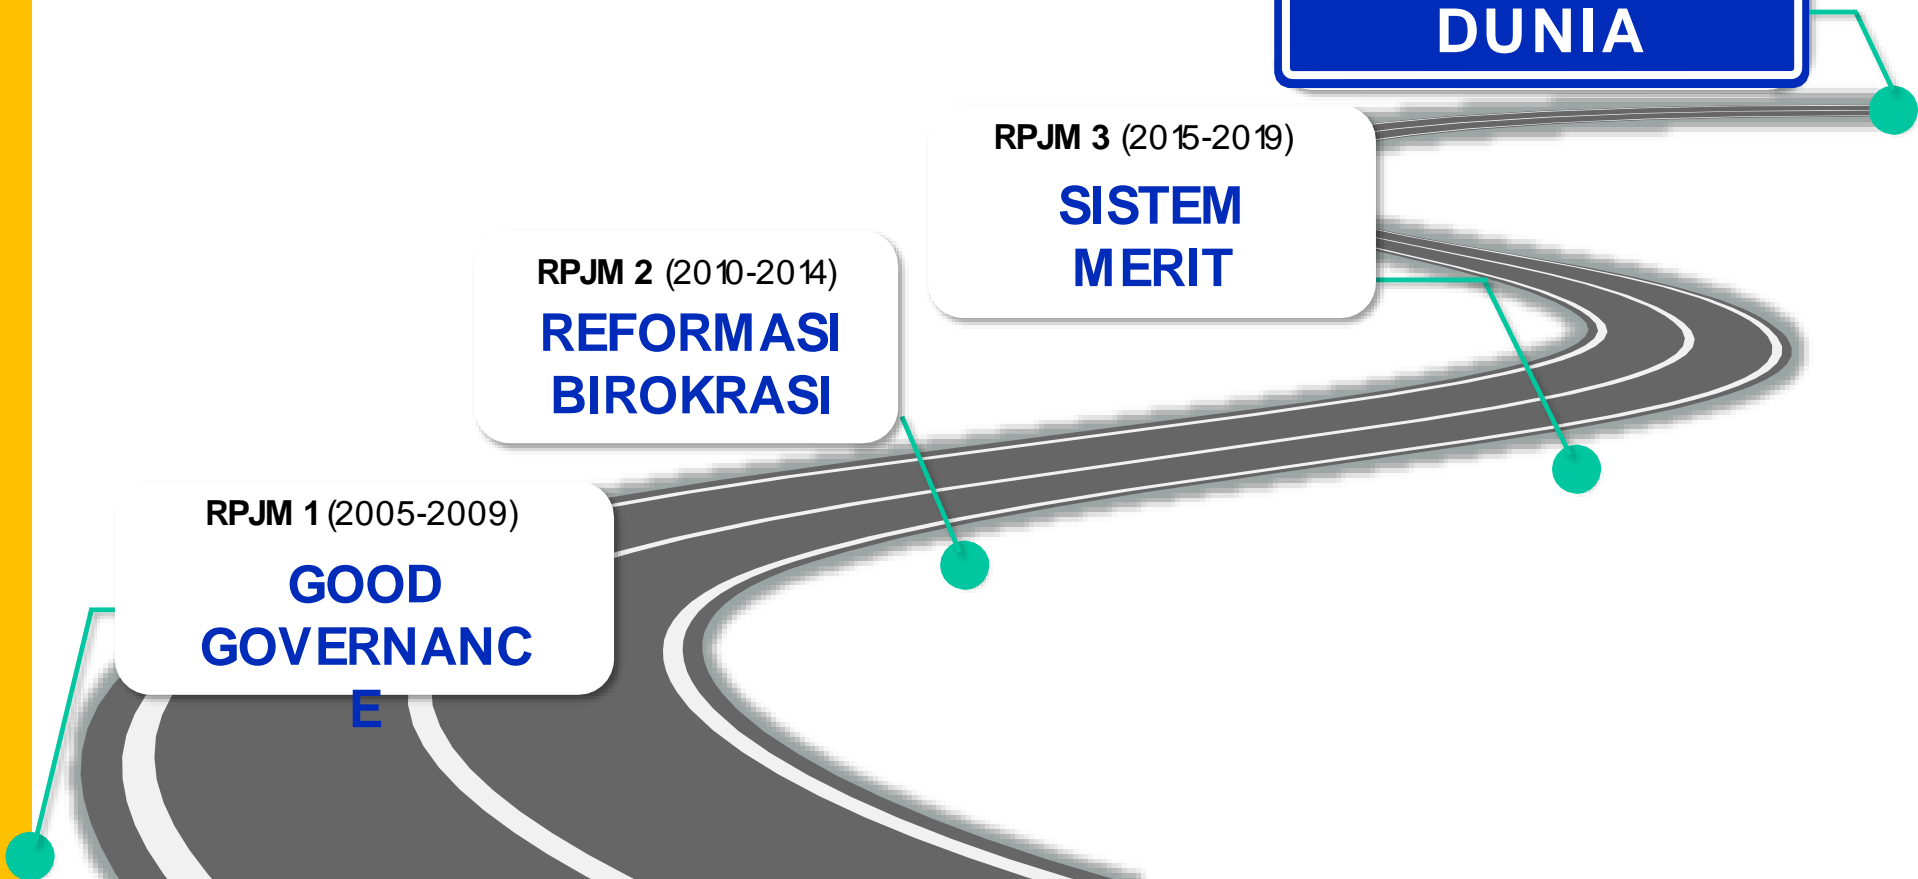 DUNIA
RPJM 3 (2015-2019)
SISTEM
MERIT
RPJM 2 (2010-2014)
REFORMASI
BIROKRASI
RPJM 1 (2005-2009)
GOOD
GOVERNANC
E